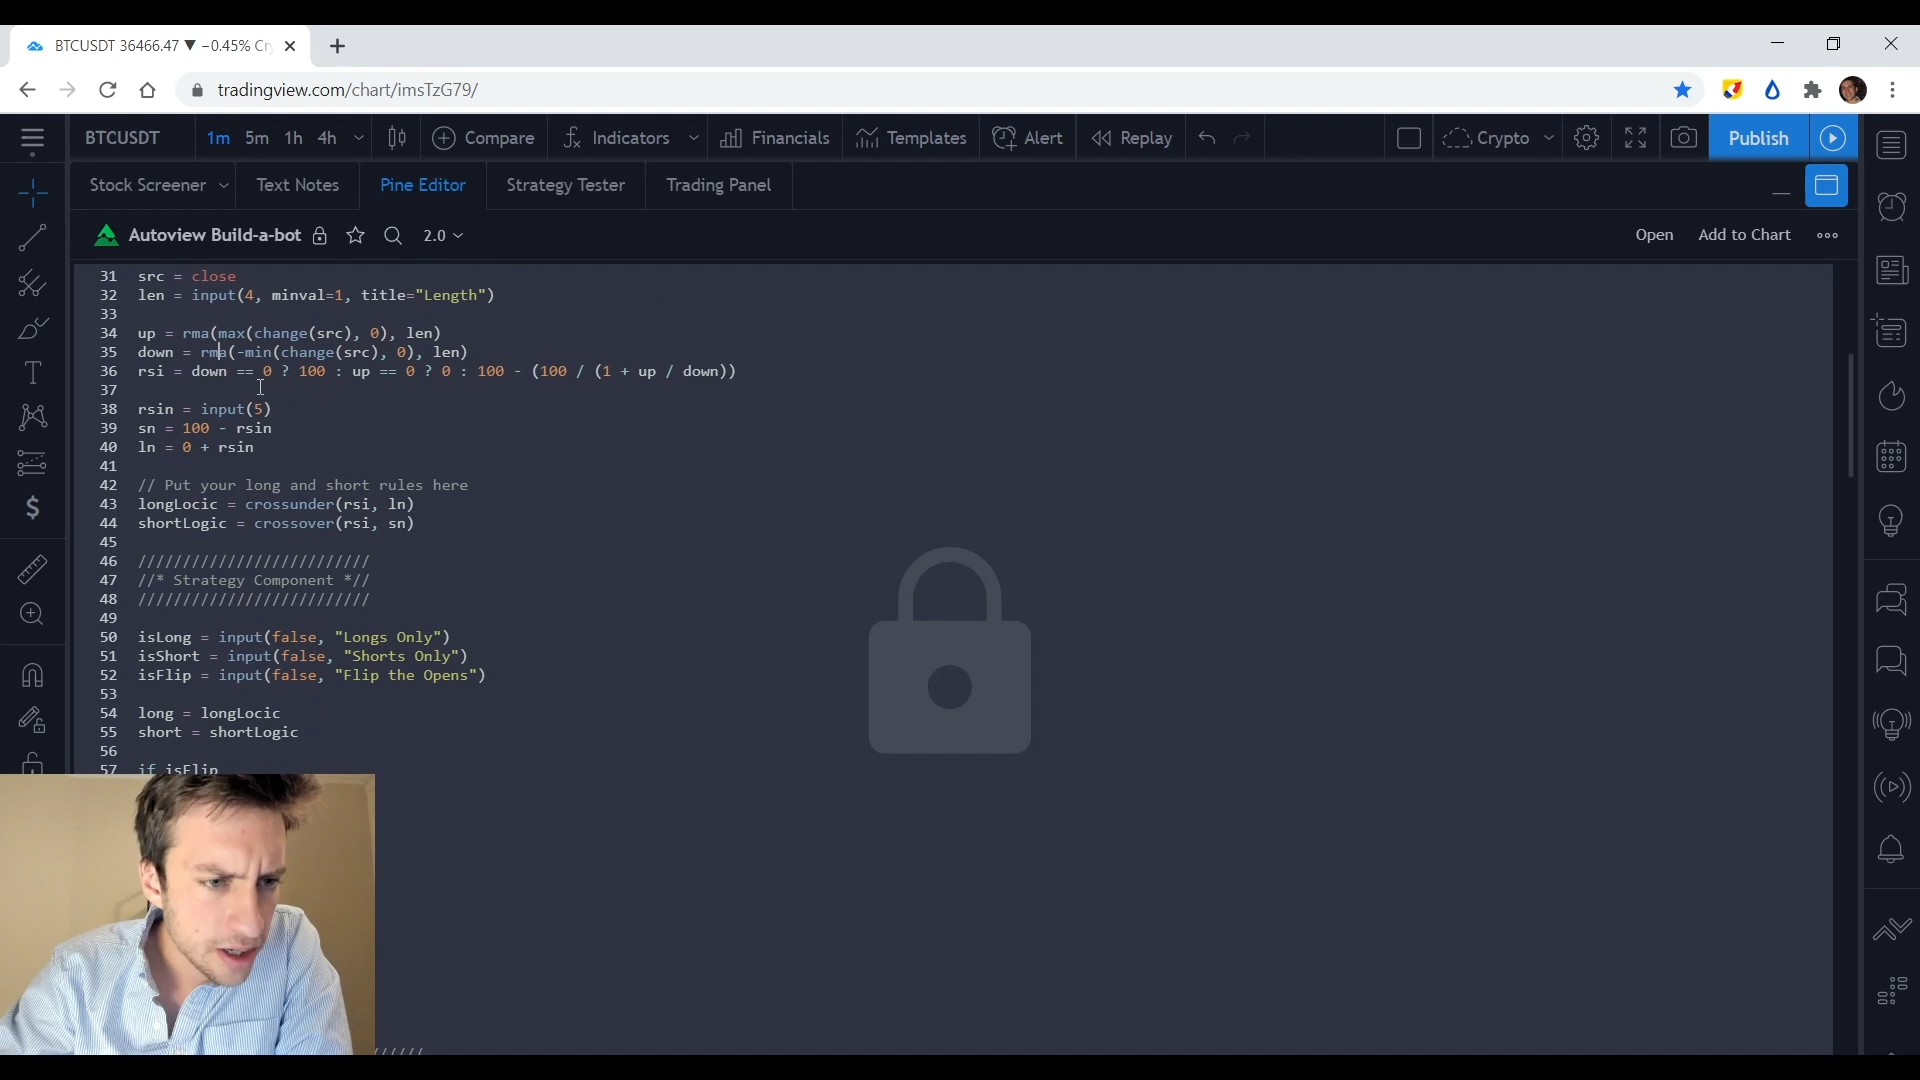 BTCUSDT 36466.47 ▼ −0.45% Cr
tradingview.com/chart/imsTzG79/
BTCUSDT 1m 5m 1h 4h Compare Indicators Financials Templates Alert Replay Crypto Publish
Stock Screener Text Notes Pine Editor Strategy Tester Trading Panel
Autoview Build-a-bot 2.0 Open Add to Chart
31 src = close
32 len = input(4, minval=1, title="Length")
33
34 up = rma(max(change(src), 0), len)
35 down = rma(-min(change(src), 0), len)
36 rsi = down == 0 ? 100 : up == 0 ? 0 : 100 - (100 / (1 + up / down))
37
38 rsin = input(5)
39 sn = 100 - rsin
40 ln = 0 + rsin
41
42 // Put your long and short rules here
43 longLocic = crossunder(rsi, ln)
44 shortLogic = crossover(rsi, sn)
45
46 //////////////////////////
47 //* Strategy Component *//
48 //////////////////////////
49
50 isLong = input(false, "Longs Only")
51 isShort = input(false, "Shorts Only")
52 isFlip = input(false, "Flip the Opens")
53
54 long = longLocic
55 short = shortLogic
56
57 if isFlip
//////